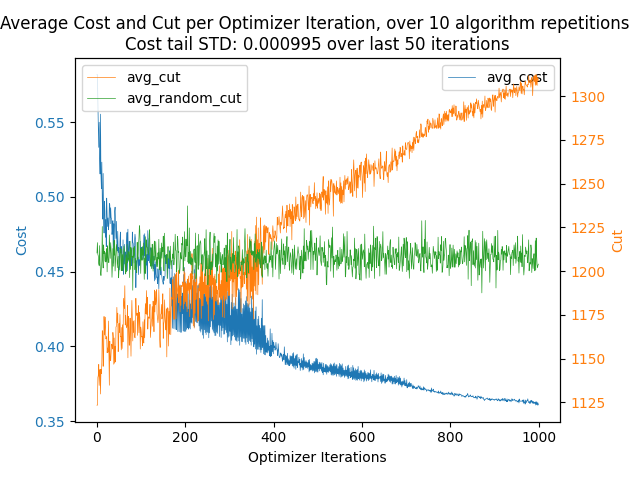 Average Cost and Cut per Optimizer Iteration, over 10 algorithm repetitions
Cost tail STD: 0.000995 over last 50 iterations
avg_cut
avg_random_cut
avg_cost
Cost
0.55
0.50
0.45
0.40
0.35
1300
1275
1250
1225
1200
1175
1150
1125
Cut
0
200
400
600
800
1000
Optimizer Iterations